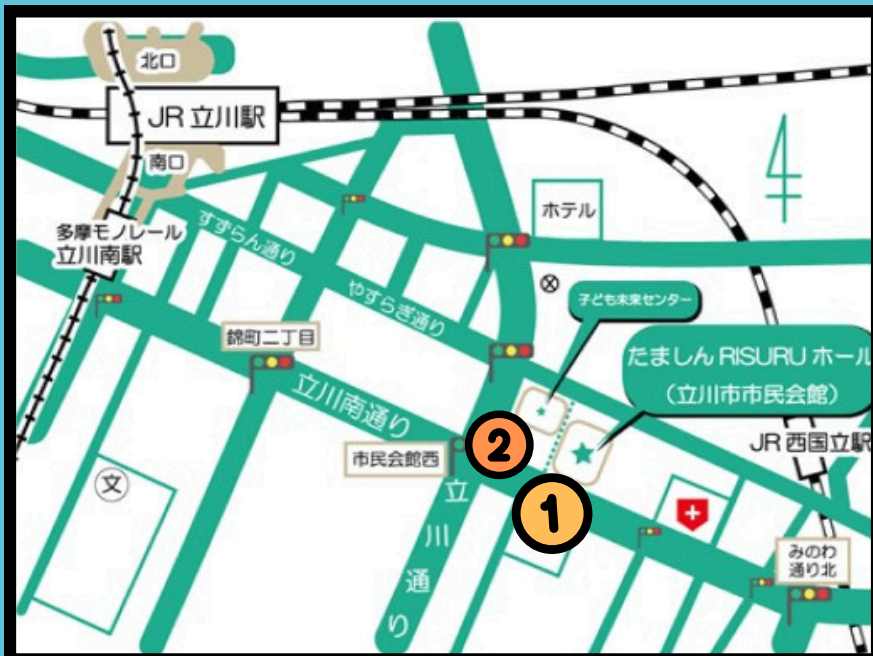 北口
JR 立川駅
南口
多摩モノレール
立川南駅
すずらん通り
ホテル
やすらぎ通り
子ども未来センター
錦町二丁目
たましん RISURU ホール
（立川市市民会館）
立川南通り
市民会館西
2
JR 西国立駅
文
立川通り
1
みのわ
通り北